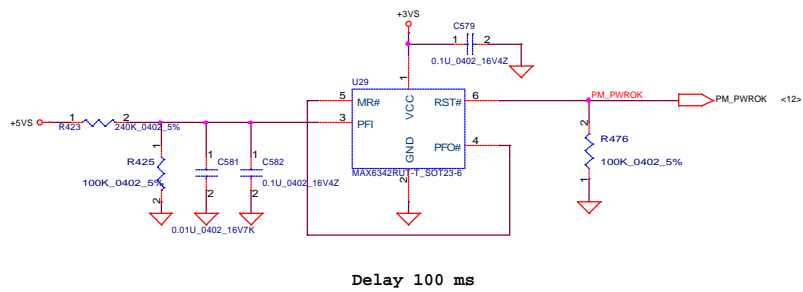 +3VS
C579
1 2
0.1U_0402_16V4Z
U29
1
5 MR# VCC RST# 6
PM_PWROK
PM_PWROK <12>
+5VS
1 2
R423 240K_0402_5%
3 PFI
PFO# 4
GND
2
MAX6342RUT-T_SOT23-6
1
R425
100K_0402_5%
2
1
C581
2
0.01U_0402_16V7K
1
C582
0.1U_0402_16V4Z
2
2
R476
100K_0402_5%
1
Delay 100 ms